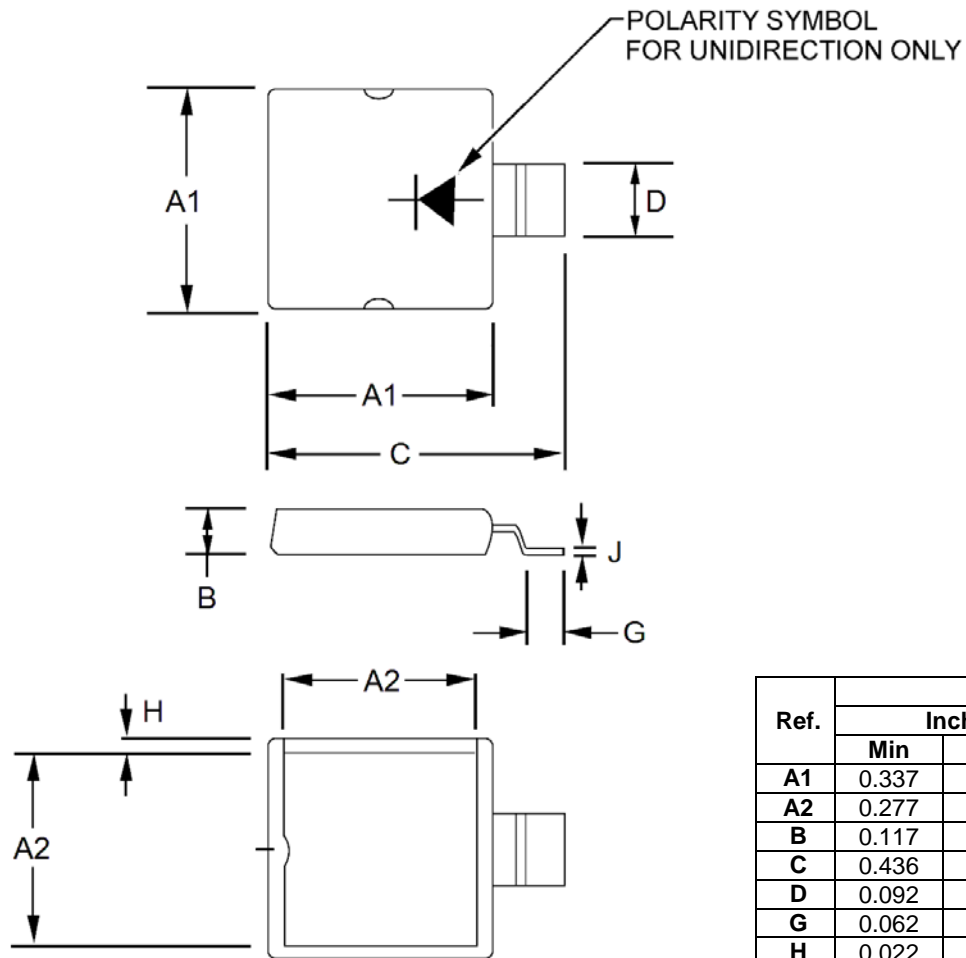 POLARITY SYMBOL
FOR UNIDIRECTION ONLY
A1
D
A1
C
B
J
G
A2
H
A2
Ref.
Inch
Min
A1 0.337
A2 0.277
B 0.117
C 0.436
D 0.092
G 0.062
H 0.022